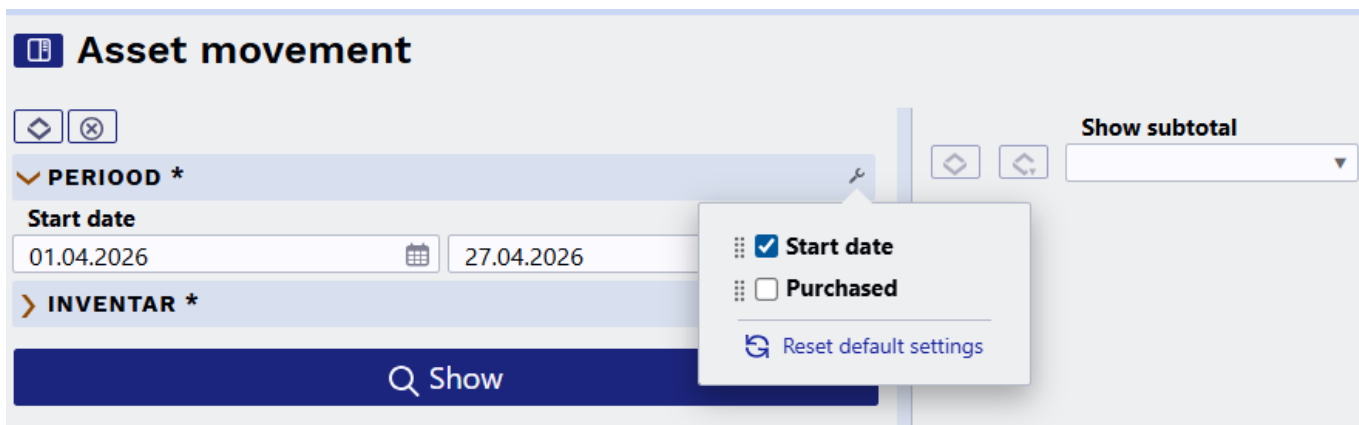 Asset movement
Show subtotal
PERIOOD *
Start date
01.04.2026
27.04.2026
INVENTAR *
Show
Start date
Purchased
Reset default settings